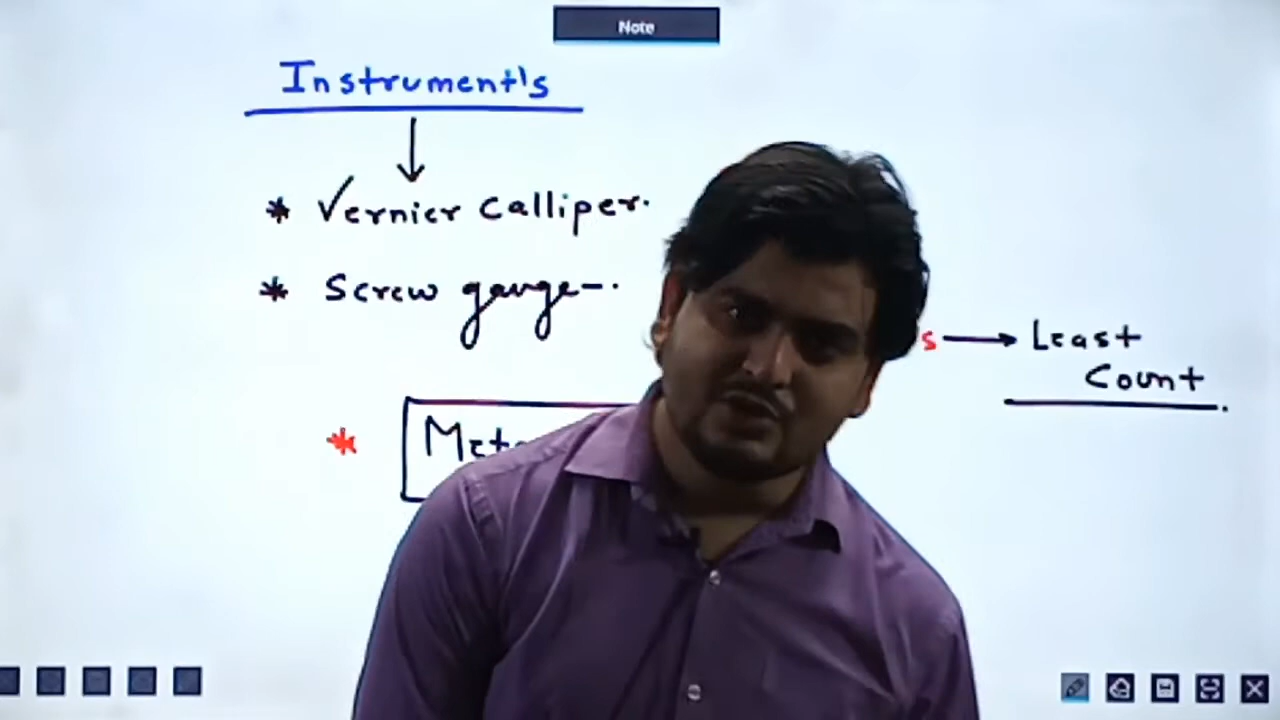 Note
Instrument's
* Vernier Calliper.
* Screw gauge-.
s → Least
Count
*